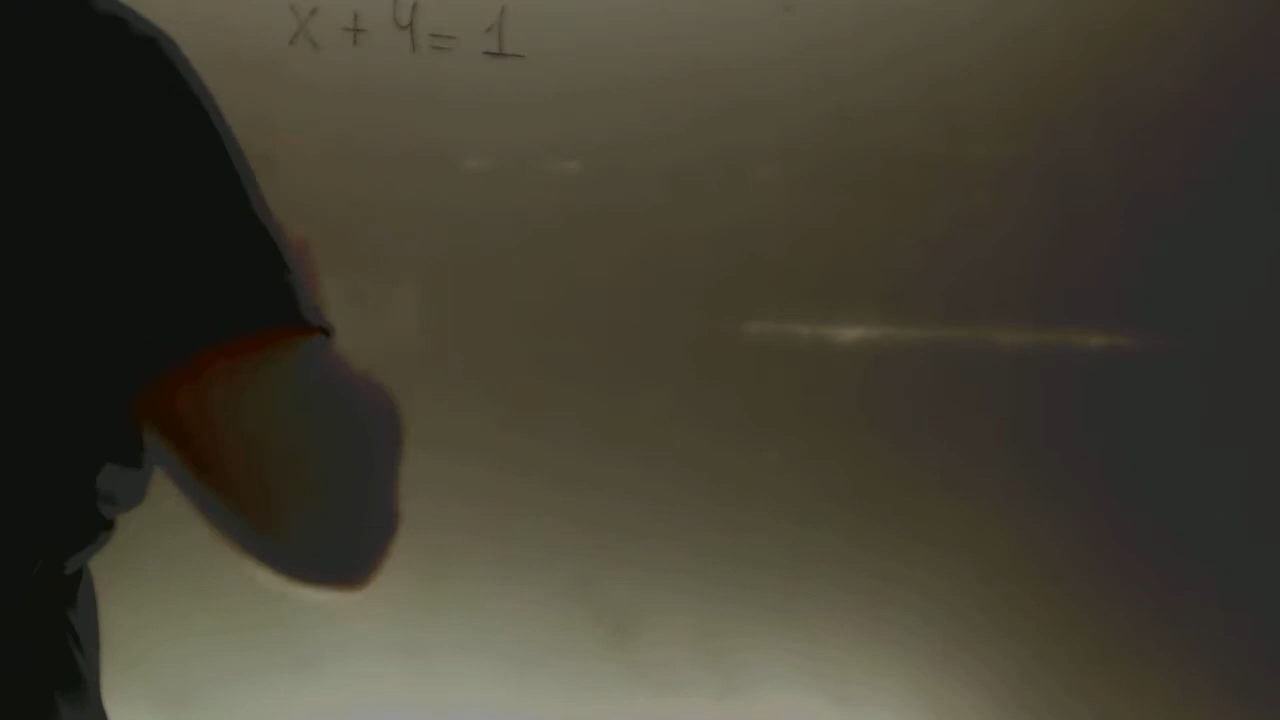 x + y = 1